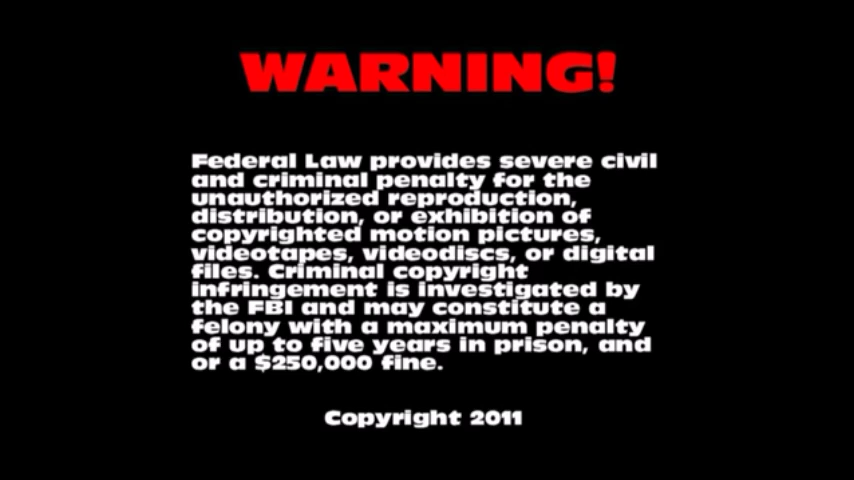 WARNING!
Federal Law provides severe civil
and criminal penalty for the
unauthorized reproduction,
distribution, or exhibition of
copyrighted motion pictures,
videotapes, videodiscs, or digital
files. Criminal copyright
infringement is investigated by
the FBI and may constitute a
felony with a maximum penalty
of up to five years in prison, and
or a $250,000 fine.
Copyright 2011